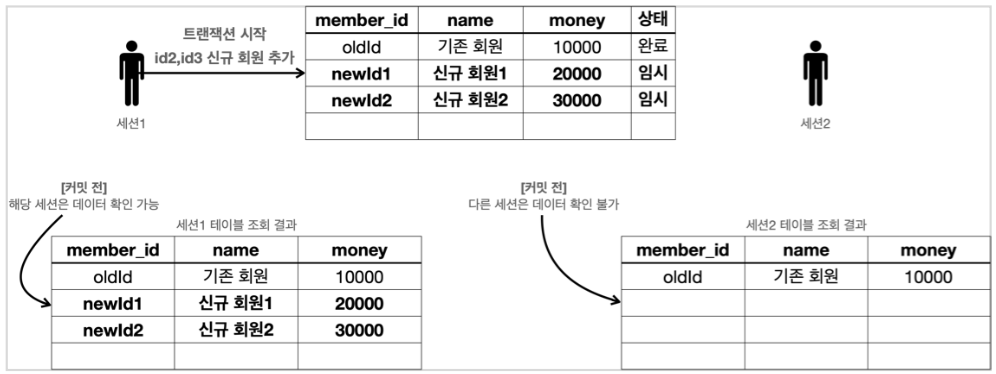 트랜잭션 시작
id2,id3 신규 회원 추가
세션1
member_id name money 상태
oldId 기존 회원 10000 완료
newId1 신규 회원1 20000 임시
newId2 신규 회원2 30000 임시
세션2
[커밋 전]
해당 세션은 데이터 확인 가능
세션1 테이블 조회 결과
member_id name money
oldId 기존 회원 10000
newId1 신규 회원1 20000
newId2 신규 회원2 30000
[커밋 전]
다른 세션은 데이터 확인 불가
세션2 테이블 조회 결과
member_id name money
oldId 기존 회원 10000